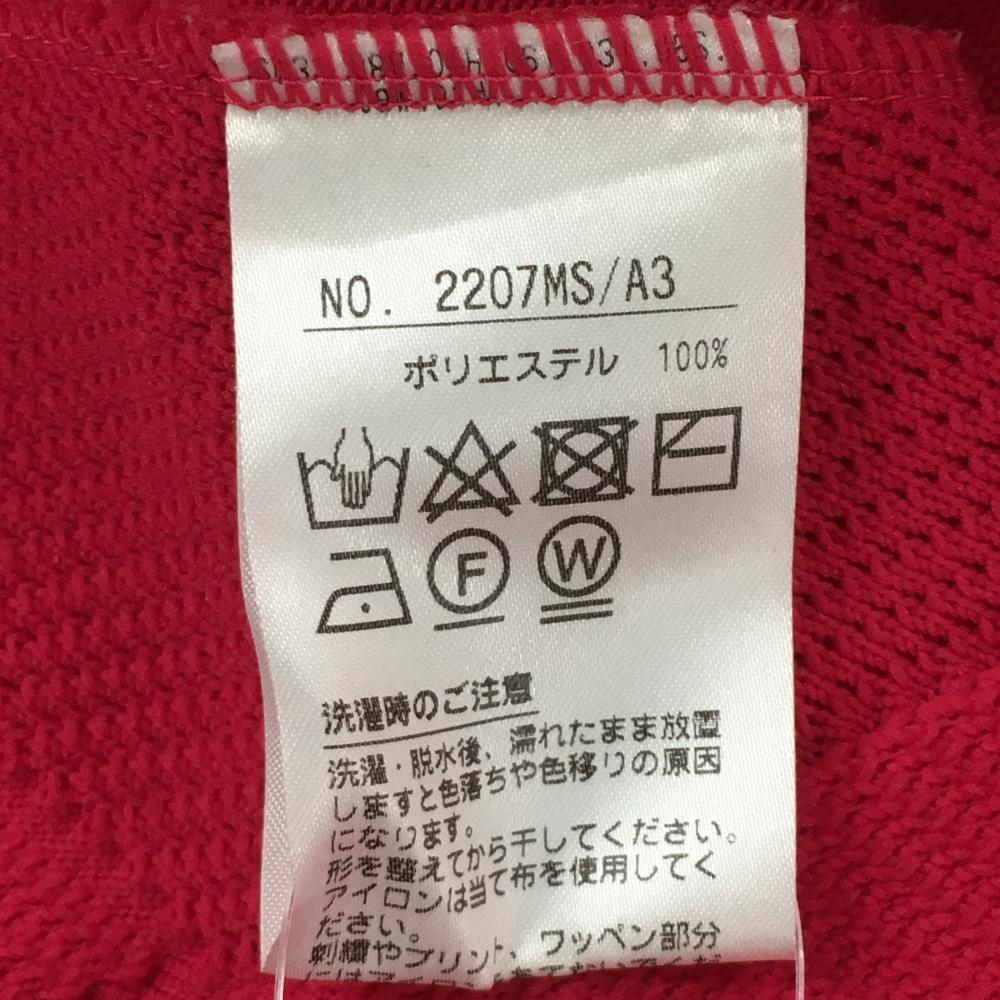 NO. 2207MS/A3
ポリエステル 100%
F W
洗濯時のご注意
洗濯・脱水後、濡れたまま放置
しますと色落ちや色移りの原因
になります。
形を整えてから干してください。
アイロンは当て布を使用してく
ださい。
刺繍やプリント、ワッペン部分